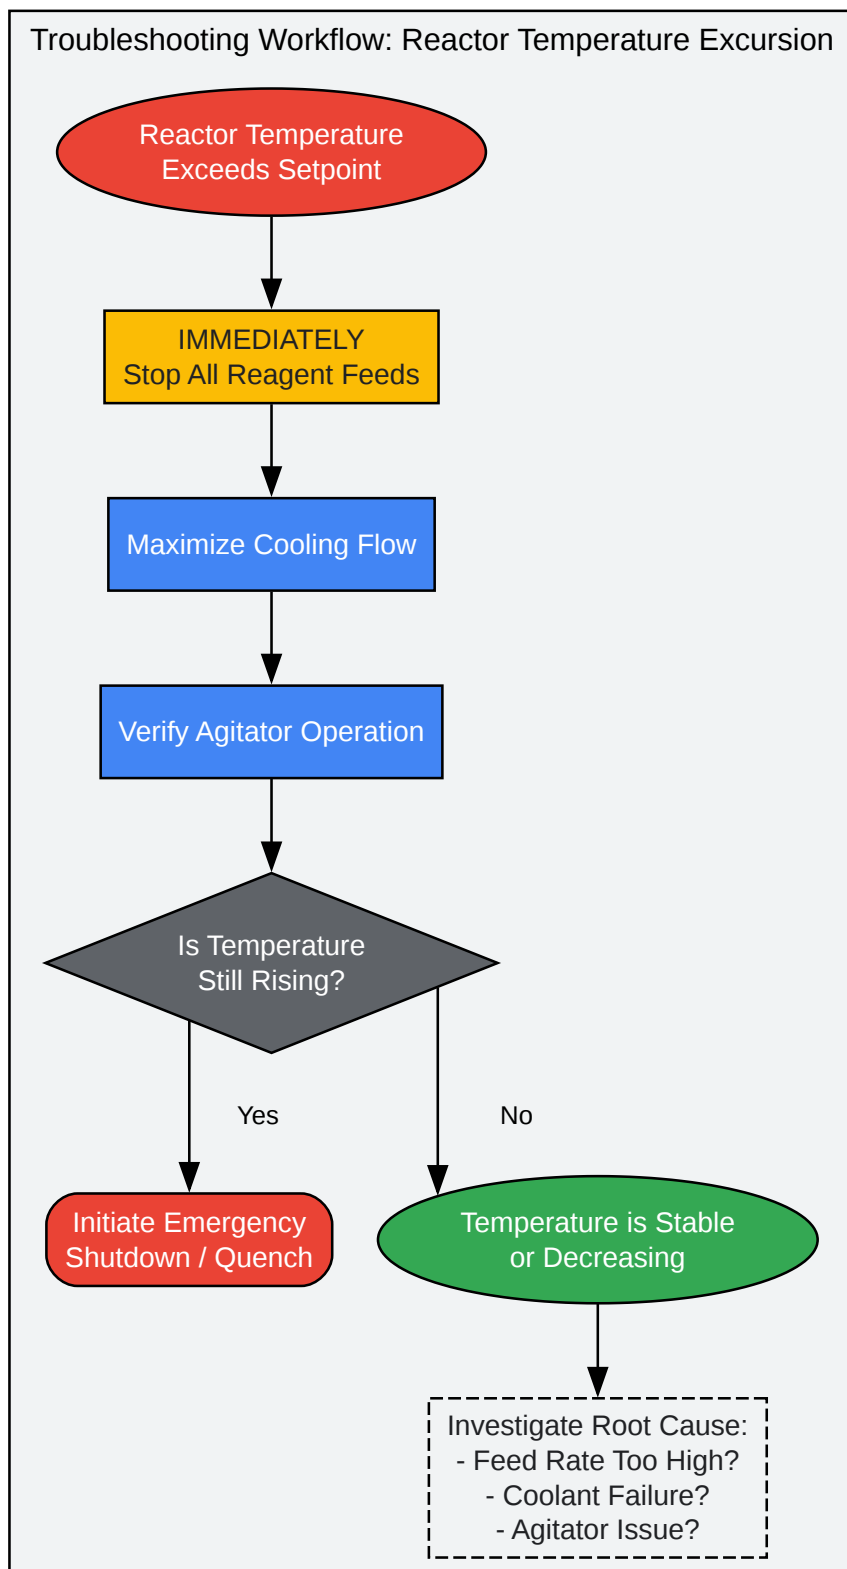 Troubleshooting Workflow: Reactor Temperature Excursion
Reactor Temperature
Exceeds Setpoint
IMMEDIATELY
Stop All Reagent Feeds
Maximize Cooling Flow
Verify Agitator Operation
Is Temperature
Still Rising?
Yes
No
Initiate Emergency
Shutdown / Quench
Temperature is Stable
or Decreasing
Investigate Root Cause:
- Feed Rate Too High?
- Coolant Failure?
- Agitator Issue?